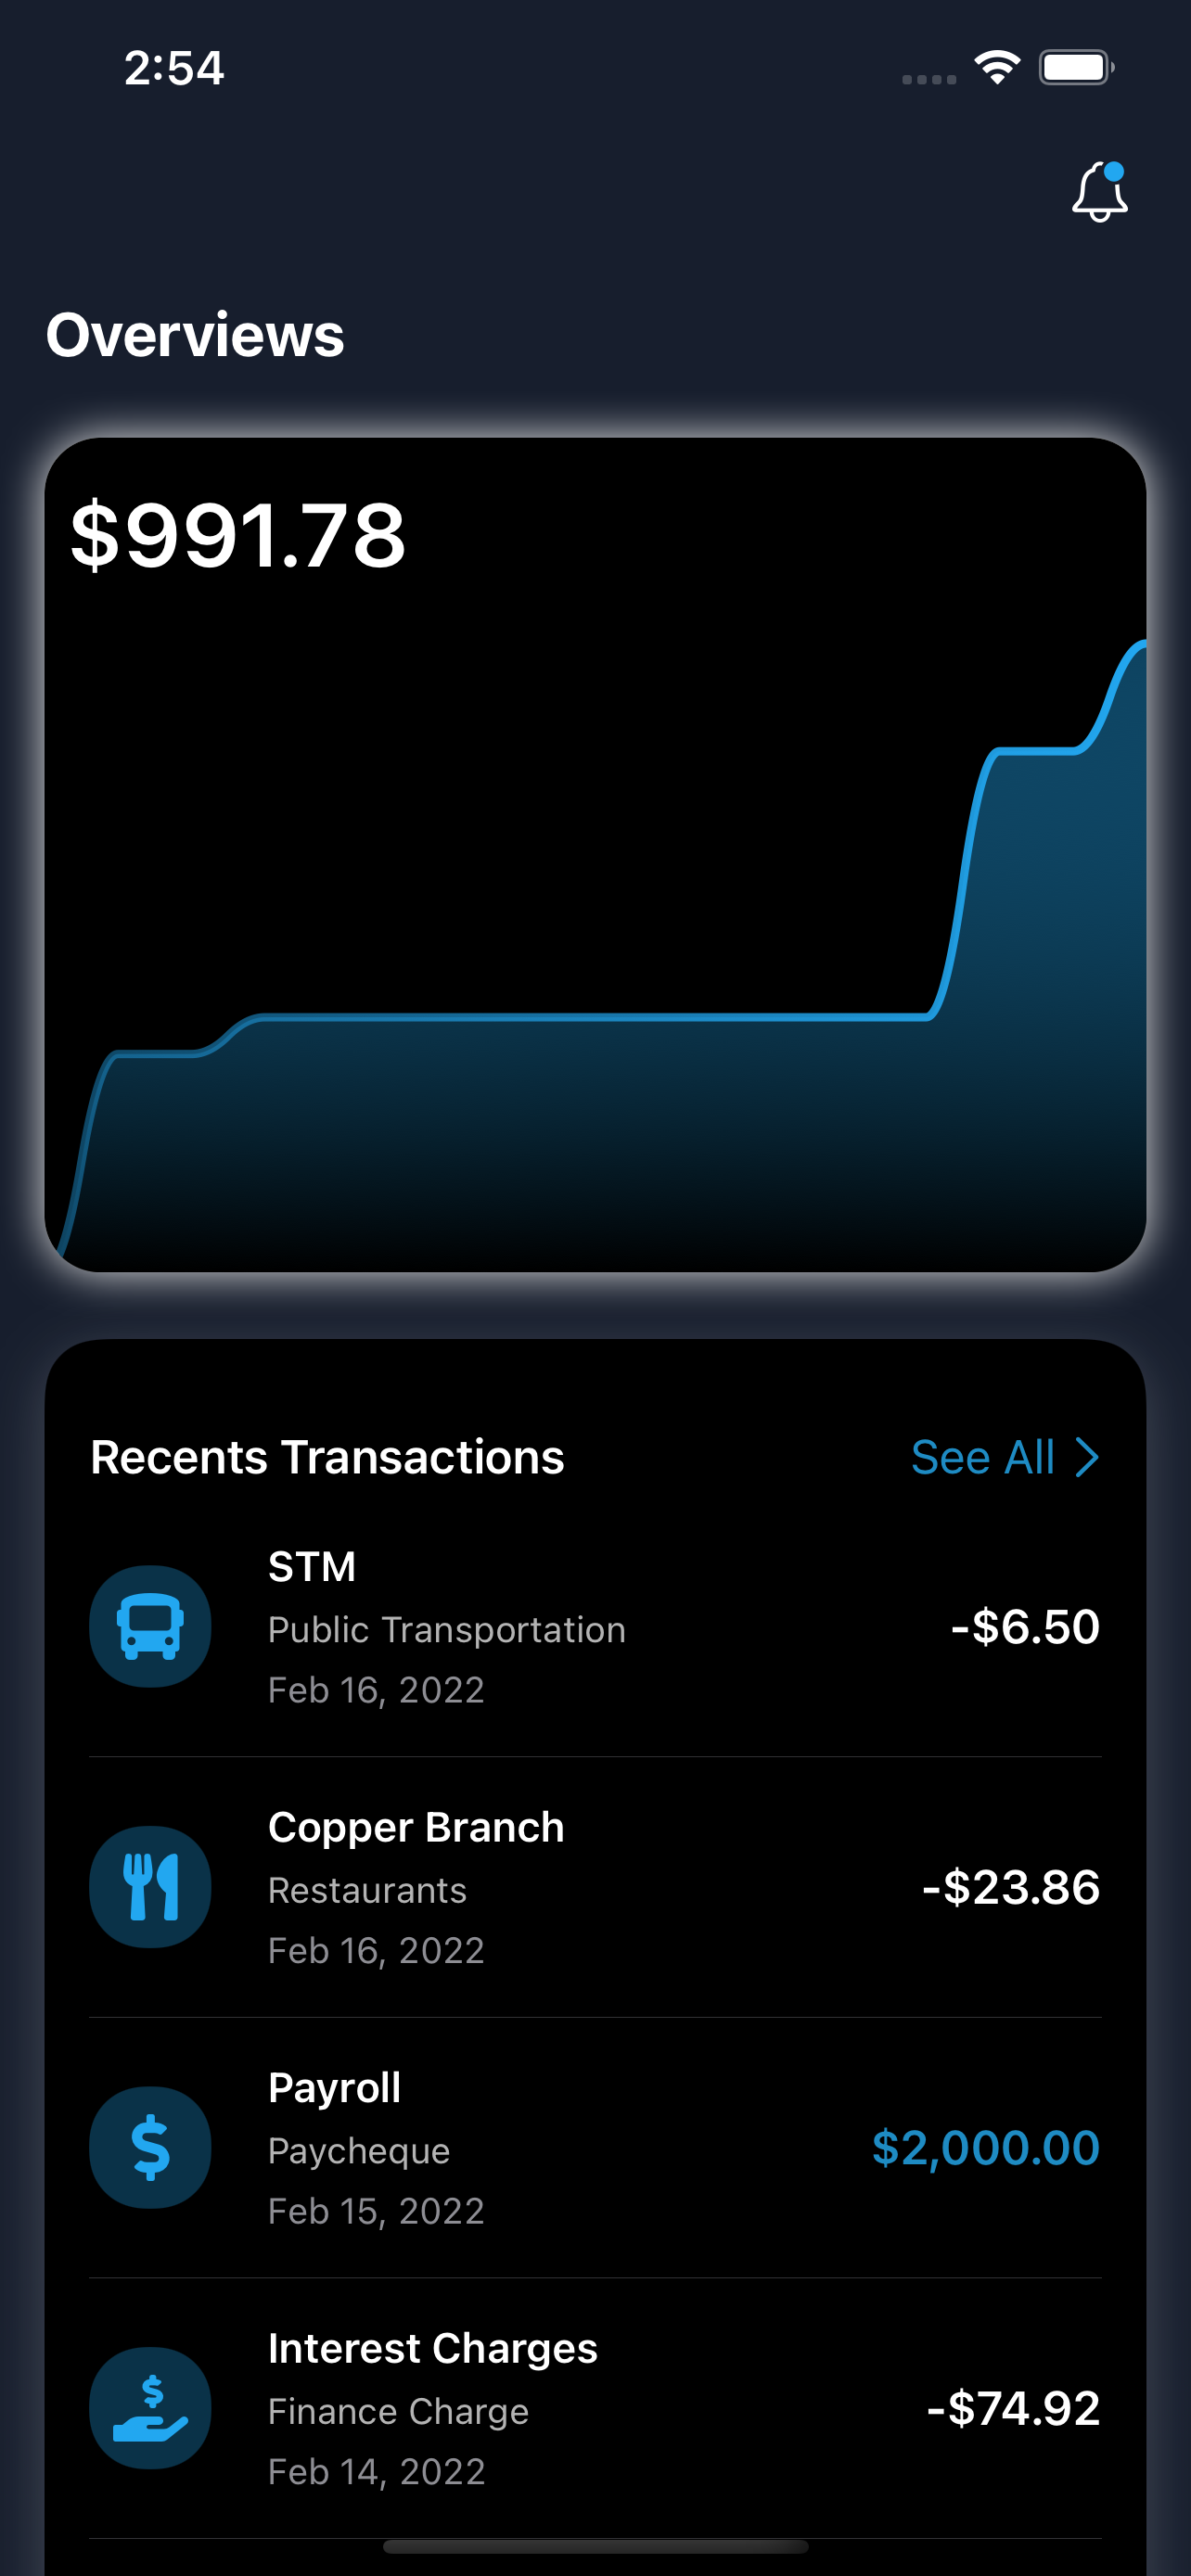 2:54
Overviews
$991.78
Recents Transactions
See All
STM
Public Transportation
-$6.50
Feb 16, 2022
Copper Branch
Restaurants
-$23.86
Feb 16, 2022
Payroll
Paycheque
$2,000.00
Feb 15, 2022
Interest Charges
Finance Charge
-$74.92
Feb 14, 2022